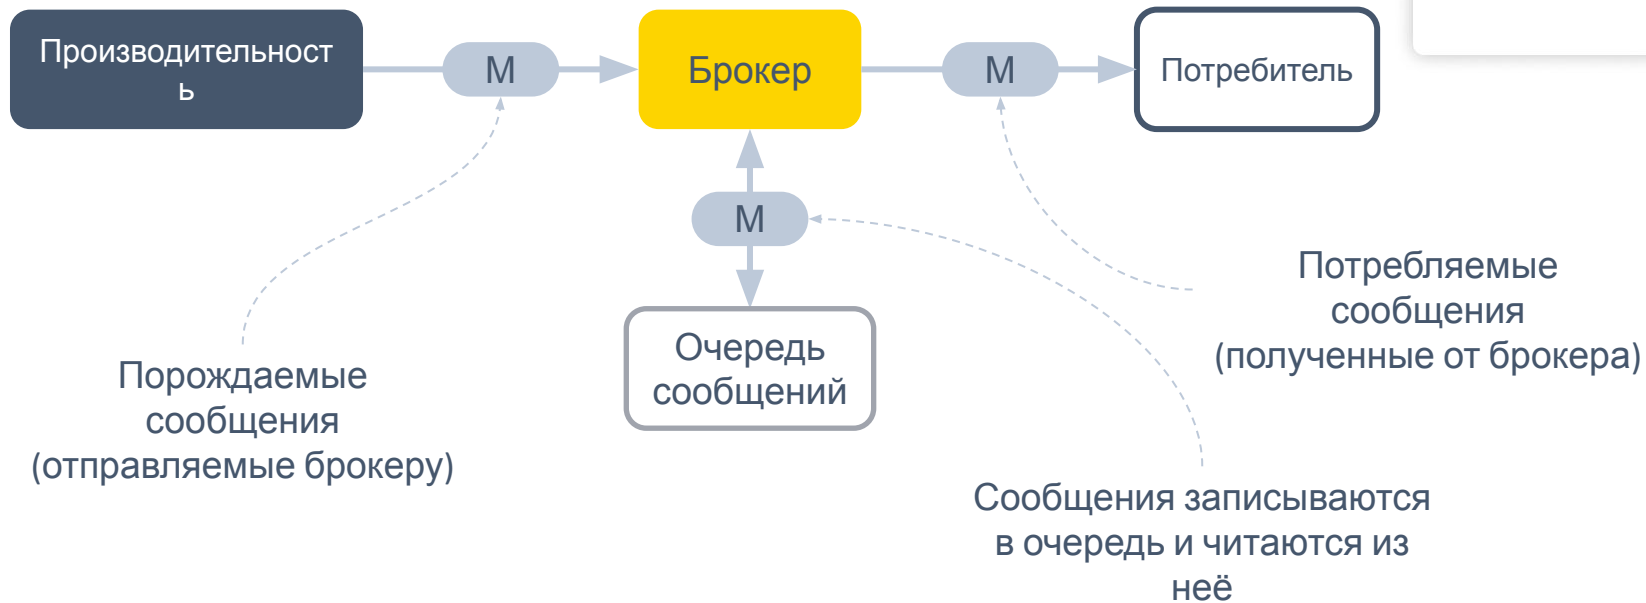 Производительност
ь
М
Брокер
М
Потребитель
М
Очередь
сообщений
Порождаемые
сообщения
(отправляемые брокеру)
Потребляемые
сообщения
(полученные от брокера)
Сообщения записываются
в очередь и читаются из
неё